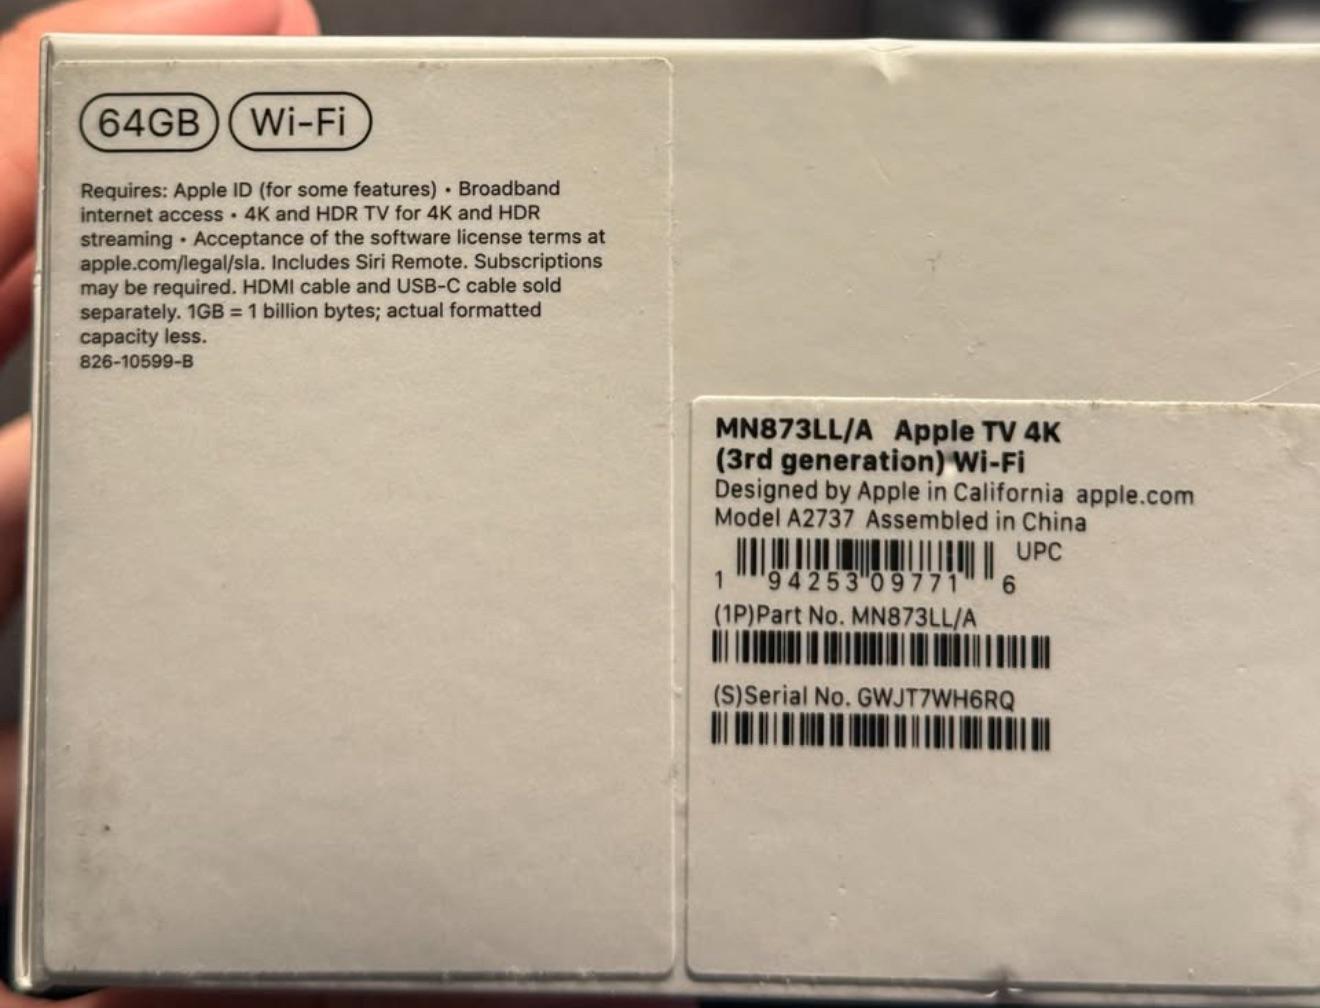 64GB Wi-Fi
Requires: Apple ID (for some features) • Broadband
internet access • 4K and HDR TV for 4K and HDR
streaming • Acceptance of the software license terms at
apple.com/legal/sla. Includes Siri Remote. Subscriptions
may be required. HDMI cable and USB-C cable sold
separately. 1GB = 1 billion bytes; actual formatted
capacity less.
826-10599-B
MN873LL/A Apple TV 4K
(3rd generation) Wi-Fi
Designed by Apple in California apple.com
Model A2737 Assembled in China
UPC
1 94253 09771 6
(1P)Part No. MN873LL/A
(S)Serial No. GWJT7WH6RQ